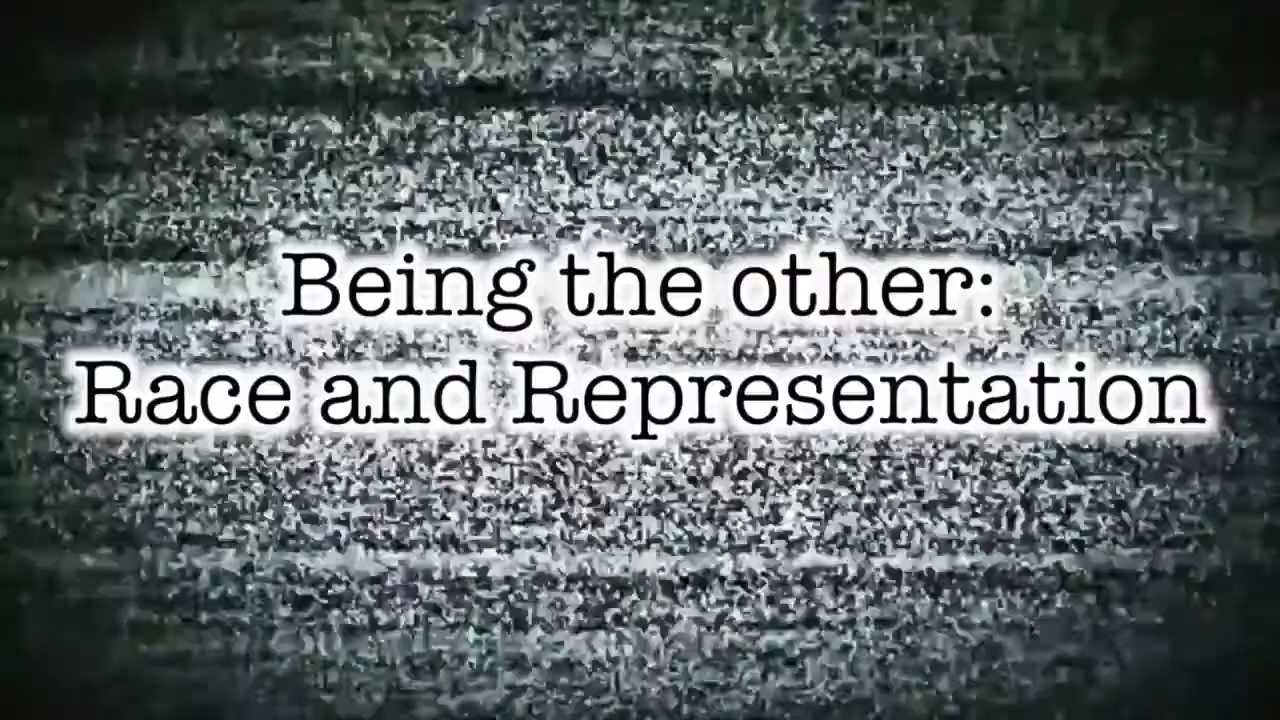 Being the other:
Race and Representation